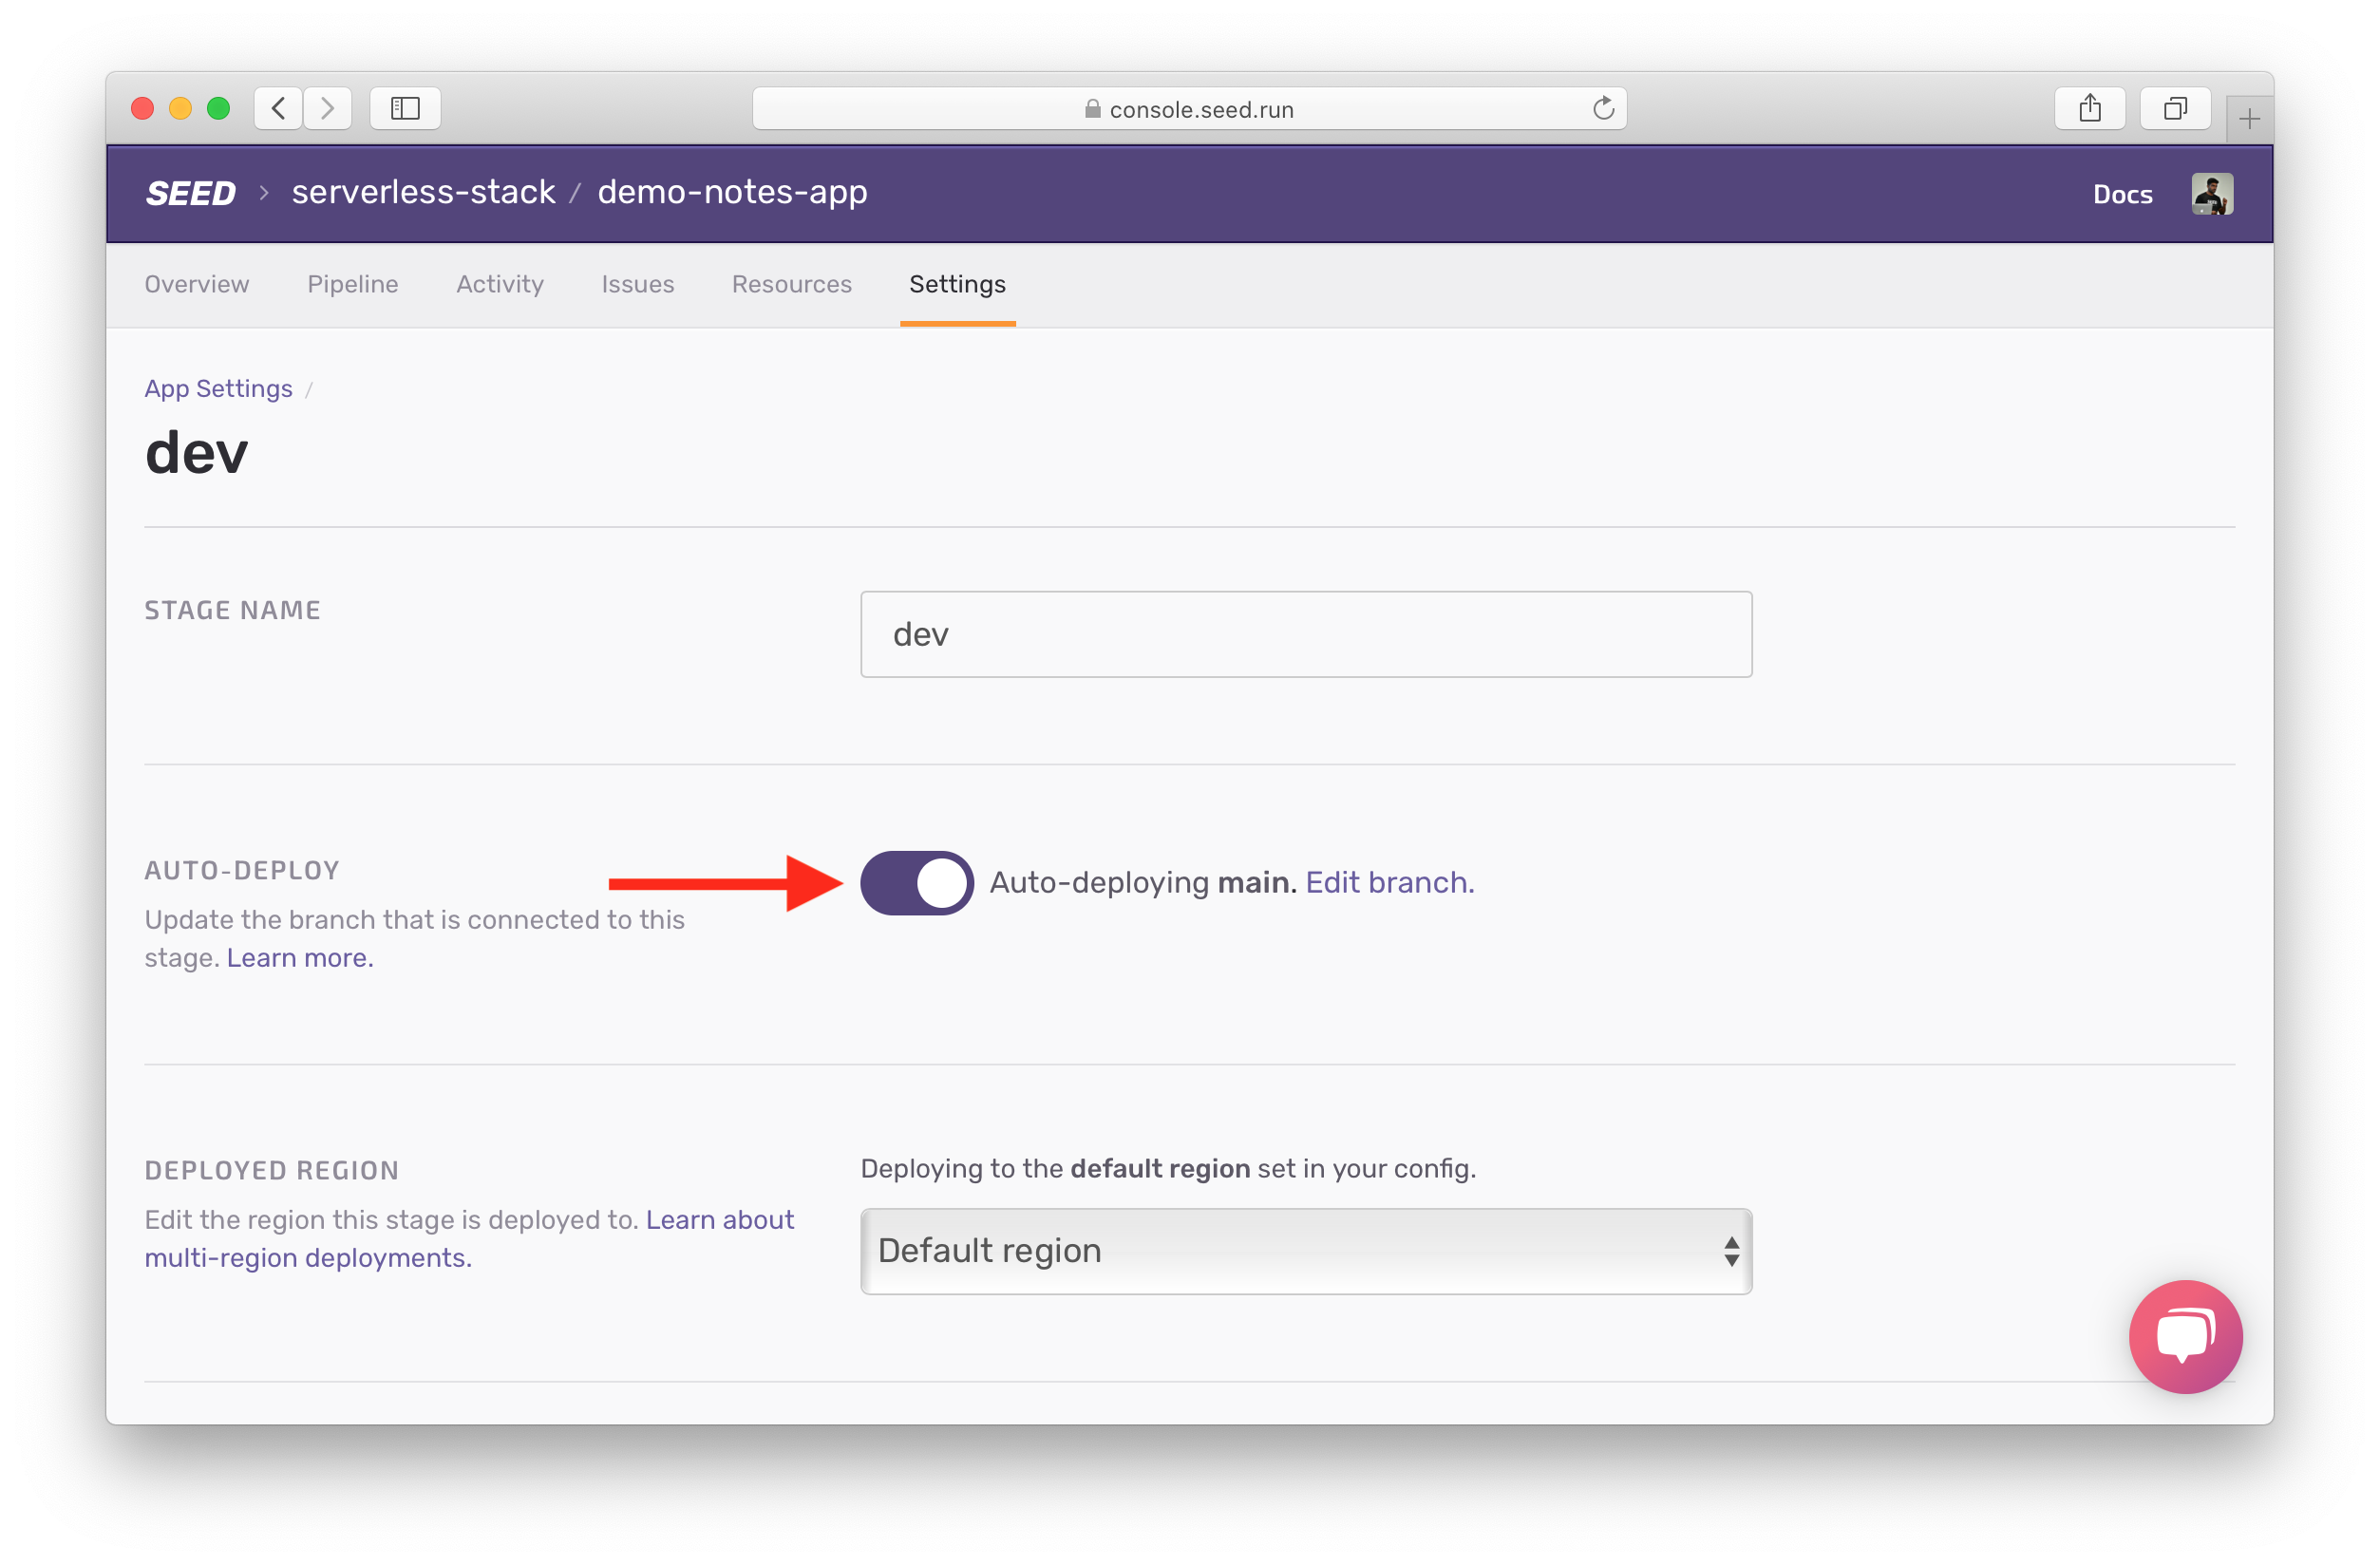 console.seed.run
SEED > serverless-stack / demo-notes-app
Docs
Overview Pipeline Activity Issues Resources Settings
App Settings /
dev
STAGE NAME
dev
AUTO-DEPLOY
Update the branch that is connected to this
stage. Learn more.
Auto-deploying main. Edit branch.
DEPLOYED REGION
Edit the region this stage is deployed to. Learn about
multi-region deployments.
Deploying to the default region set in your config.
Default region